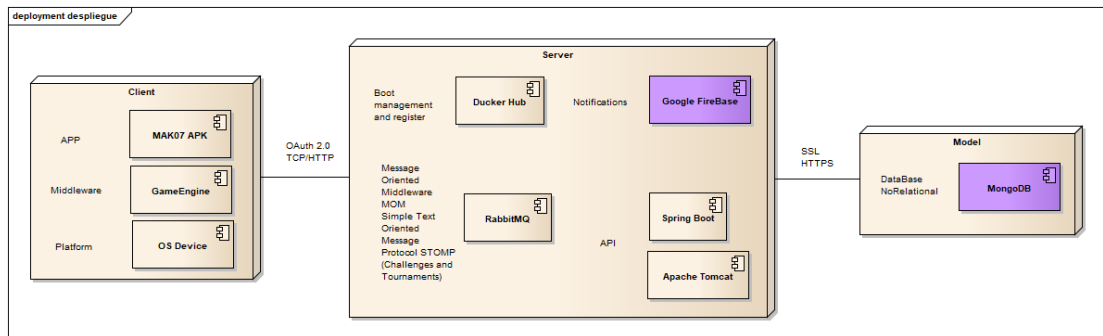 deployment despliegue
Client
APP
MAK07 APK
Middleware
GameEngine
Platform
OS Device
OAuth 2.0
TCP/HTTP
Server
Boot
management
and register
Ducker Hub
Notifications
Google FireBase
Message
Oriented
Middleware
MOM
Simple Text
Oriented
Message
Protocol STOMP
(Challenges and
Tournaments)
RabbitMQ
API
Spring Boot
Apache Tomcat
SSL
HTTPS
Model
DataBase
NoRelational
MongoDB